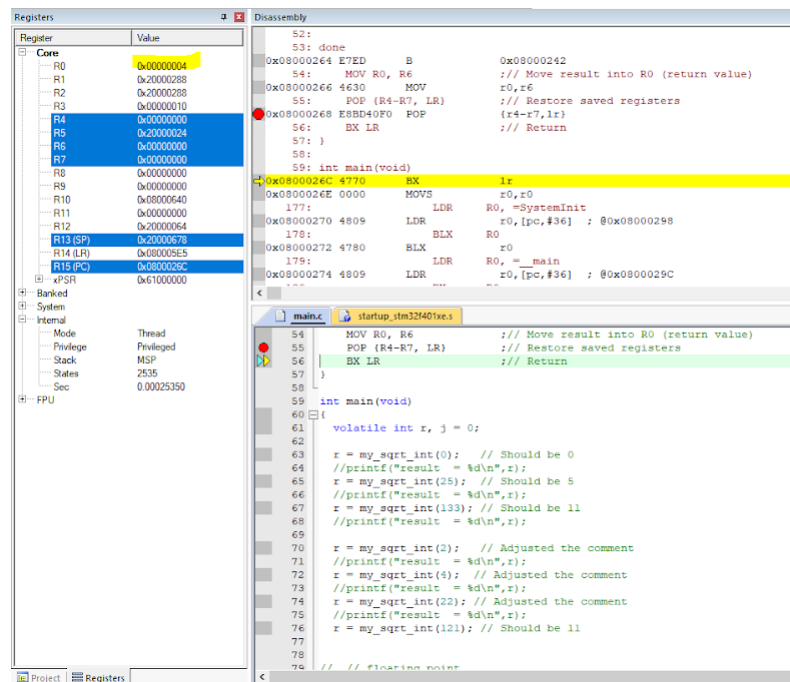 Registers
Register Value
Core
R0 0x00000004
R1 0x20000288
R2 0x20000288
R3 0x00000010
R4 0x00000000
R5 0x20000024
R6 0x00000000
R7 0x00000000
R8 0x00000000
R9 0x00000000
R10 0x08000640
R11 0x00000000
R12 0x20000064
R13 (SP) 0x20000678
R14 (LR) 0x080005E5
R15 (PC) 0x0800026C
xPSR 0x61000000
Banked
System
Internal
Mode Thread
Privilege Privileged
Stack MSP
States 2535
Sec 0.00025350
FPU
Project Registers
Disassembly
52:
53: done
0x08000264 E7ED B 0x08000242
54: MOV R0, R6 ;// Move result into R0 (return value)
0x08000266 4630 MOV r0,r6
55: POP {R4-R7, LR} ;// Restore saved registers
0x08000268 E8BD40F0 POP {r4-r7,lr}
56: BX LR ;// Return
57: }
58:
59: int main(void)
0x0800026C 4770 BX lr
0x0800026E 0000 MOVS r0,r0
177: LDR R0, =SystemInit
0x08000270 4809 LDR r0,[pc,#36] ; @0x08000298
178: BLX R0
0x08000272 4780 BLX r0
179: LDR R0, =__main
0x08000274 4809 LDR r0,[pc,#36] ; @0x0800029C
main.c startup_stm32f401xe.s
54 MOV R0, R6 ;// Move result into R0 (return value)
55 POP {R4-R7, LR} ;// Restore saved registers
56 BX LR ;// Return
57 }
58
59 int main(void)
60 {
61 volatile int r, j = 0;
62
63 r = my_sqrt_int(0); // Should be 0
64 //printf("result = %d\n",r);
65 r = my_sqrt_int(25); // Should be 5
66 //printf("result = %d\n",r);
67 r = my_sqrt_int(133); // Should be 11
68 //printf("result = %d\n",r);
69
70 r = my_sqrt_int(2); // Adjusted the comment
71 //printf("result = %d\n",r);
72 r = my_sqrt_int(4); // Adjusted the comment
73 //printf("result = %d\n",r);
74 r = my_sqrt_int(22); // Adjusted the comment
75 //printf("result = %d\n",r);
76 r = my_sqrt_int(121); // Should be 11
77
78
79 // // floating point